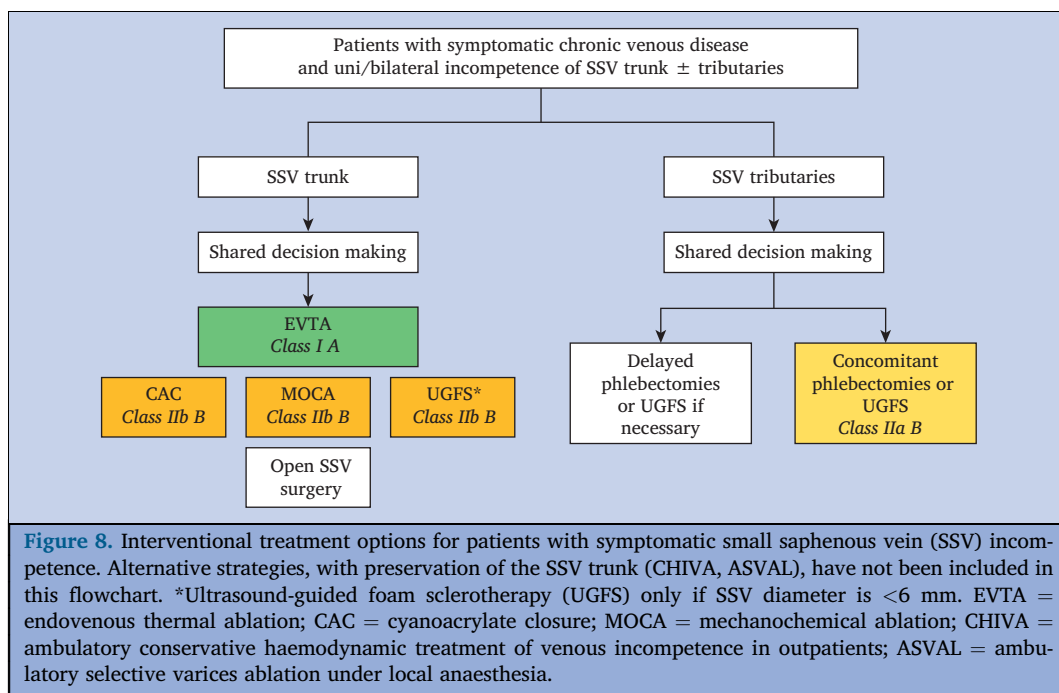 Patients with symptomatic chronic venous disease
and uni/bilateral incompetence of SSV trunk ± tributaries
SSV trunk
SSV tributaries
Shared decision making
Shared decision making
EVTA
Class I A
CAC
Class IIb B
MOCA
Class IIb B
UGFS*
Class IIb B
Open SSV
surgery
Delayed
phlebectomies
or UGFS if
necessary
Concomitant
phlebectomies or
UGFS
Class IIa B
Figure 8. Interventional treatment options for patients with symptomatic small saphenous vein (SSV) incom-
petence. Alternative strategies, with preservation of the SSV trunk (CHIVA, ASVAL), have not been included in
this flowchart. *Ultrasound-guided foam sclerotherapy (UGFS) only if SSV diameter is <6 mm. EVTA =
endovenous thermal ablation; CAC = cyanoacrylate closure; MOCA = mechanochemical ablation; CHIVA =
ambulatory conservative haemodynamic treatment of venous incompetence in outpatients; ASVAL = ambu-
latory selective varices ablation under local anaesthesia.